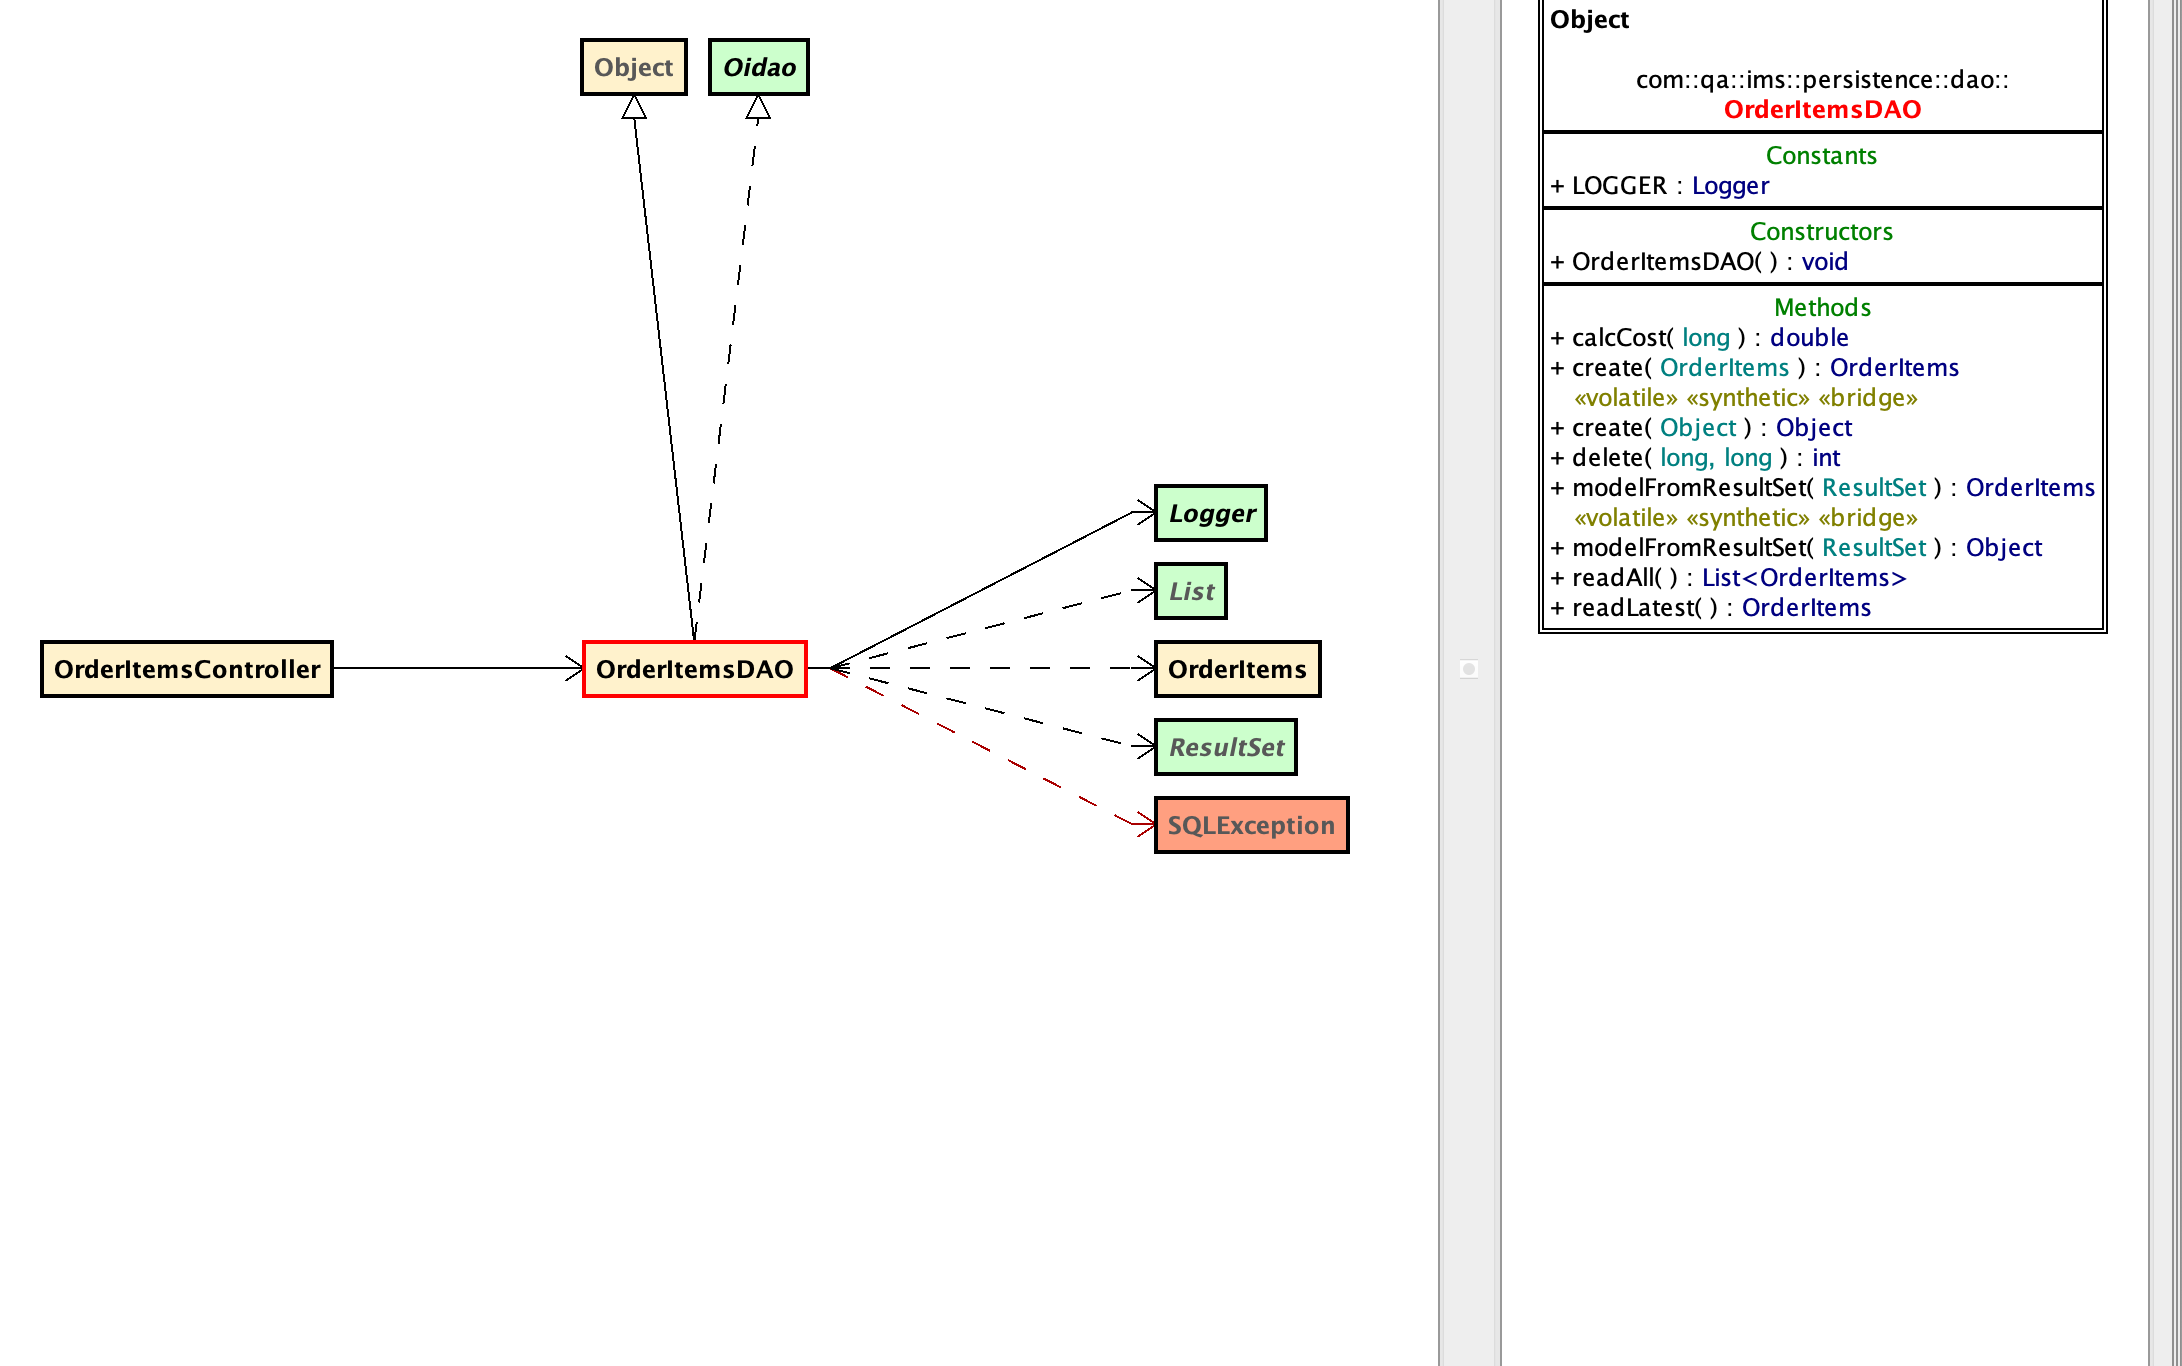 Object
Oidao
Logger
List
OrderItemsController
OrderItemsDAO
OrderItems
ResultSet
SQLException
Object
com::qa::ims::persistence::dao::
OrderItemsDAO
Constants
+ LOGGER : Logger
Constructors
+ OrderItemsDAO( ) : void
Methods
+ calcCost( long ) : double
+ create( OrderItems ) : OrderItems
«volatile» «synthetic» «bridge»
+ create( Object ) : Object
+ delete( long, long ) : int
+ modelFromResultSet( ResultSet ) : OrderItems
«volatile» «synthetic» «bridge»
+ modelFromResultSet( ResultSet ) : Object
+ readAll( ) : List<OrderItems>
+ readLatest( ) : OrderItems